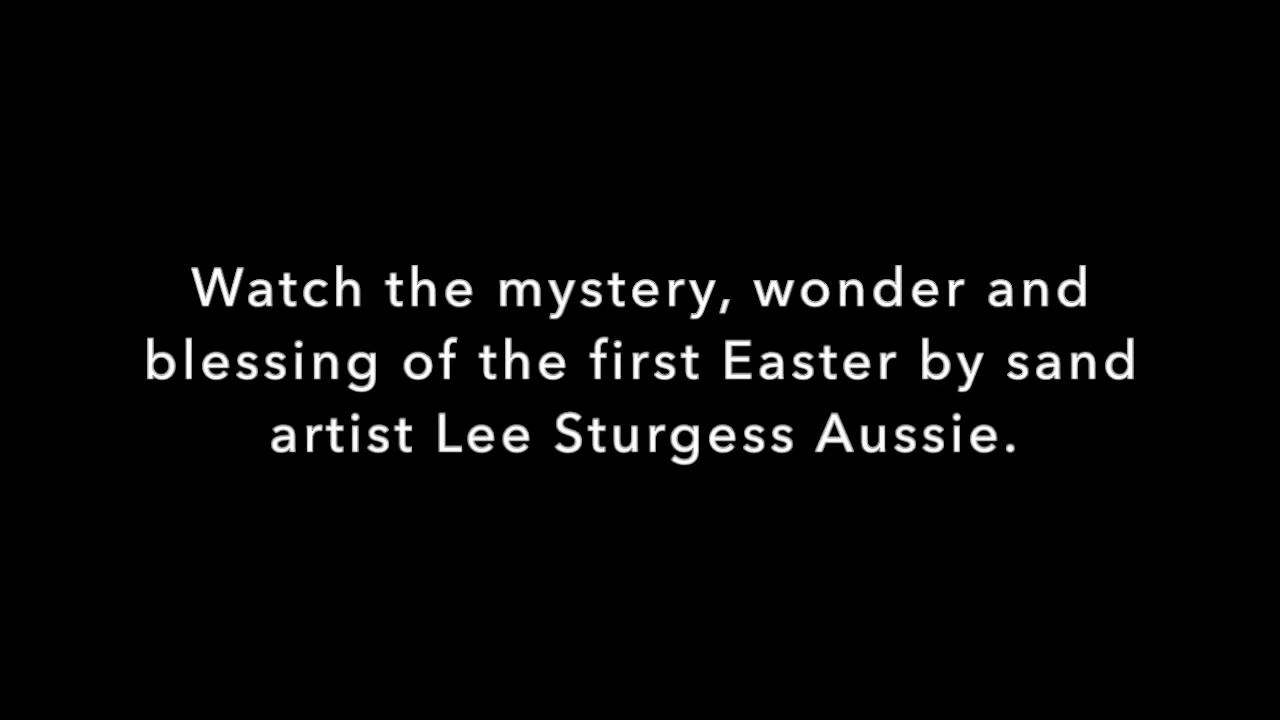 Watch the mystery, wonder and
blessing of the first Easter by sand
artist Lee Sturgess Aussie.